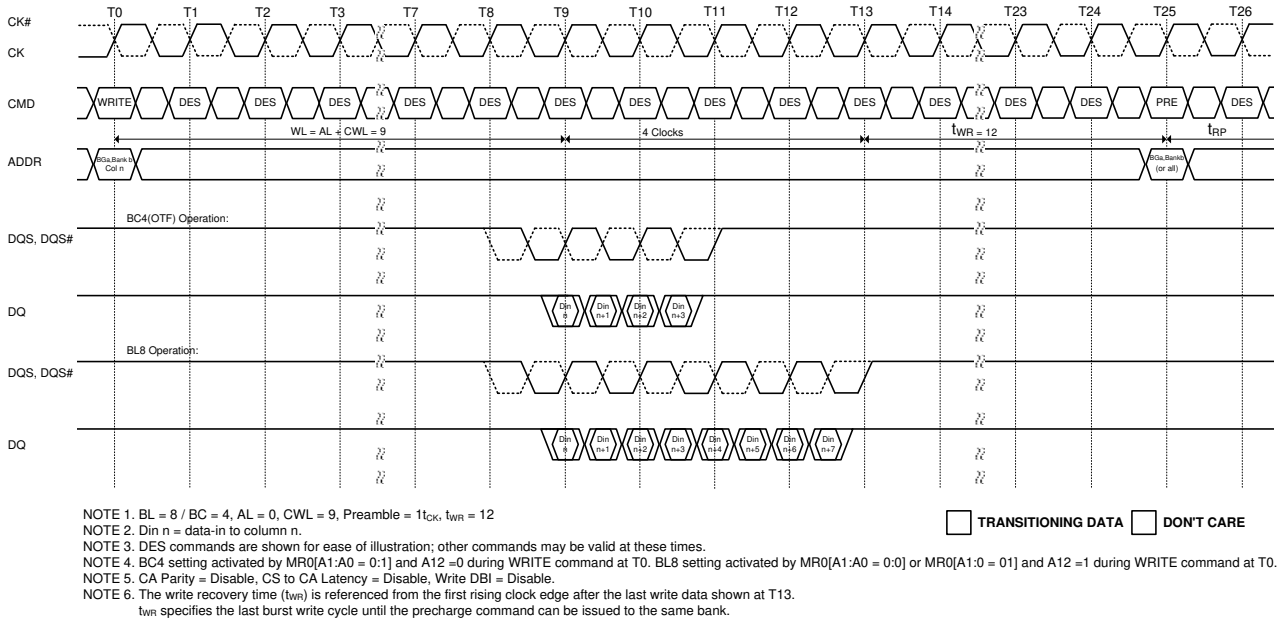 T0 T1 T2 T3 T7 T8 T9 T10 T11 T12 T13 T14 T23 T24 T25 T26
CK#
CK
CMD WRITE DES DES DES DES DES DES DES DES DES DES DES DES DES PRE DES
WL = AL + CWL = 9 4 Clocks tWR = 12 tRP
ADDR
BGa,Bank b
Col n
BGa,Bankb
(or all)
BC4(OTF) Operation:
DQS, DQS#
DQ
Din n Din n+1 Din n+2 Din n+3
BL8 Operation:
DQS, DQS#
DQ
Din n Din n+1 Din n+2 Din n+3 Din n+4 Din n+5 Din n+6 Din n+7
NOTE 1. BL = 8 / BC = 4, AL = 0, CWL = 9, Preamble = 1tCK, tWR = 12
NOTE 2. Din n = data-in to column n.
NOTE 3. DES commands are shown for ease of illustration; other commands may be valid at these times.
NOTE 4. BC4 setting activated by MR0[A1:A0 = 0:1] and A12 =0 during WRITE command at T0. BL8 setting activated by MR0[A1:A0 = 0:0] or MR0[A1:0 = 01] and A12 =1 during WRITE command at T0.
NOTE 5. CA Parity = Disable, CS to CA Latency = Disable, Write DBI = Disable.
NOTE 6. The write recovery time (tWR) is referenced from the first rising clock edge after the last write data shown at T13.
tWR specifies the last burst write cycle until the precharge command can be issued to the same bank.
TRANSITIONING DATA DON'T CARE